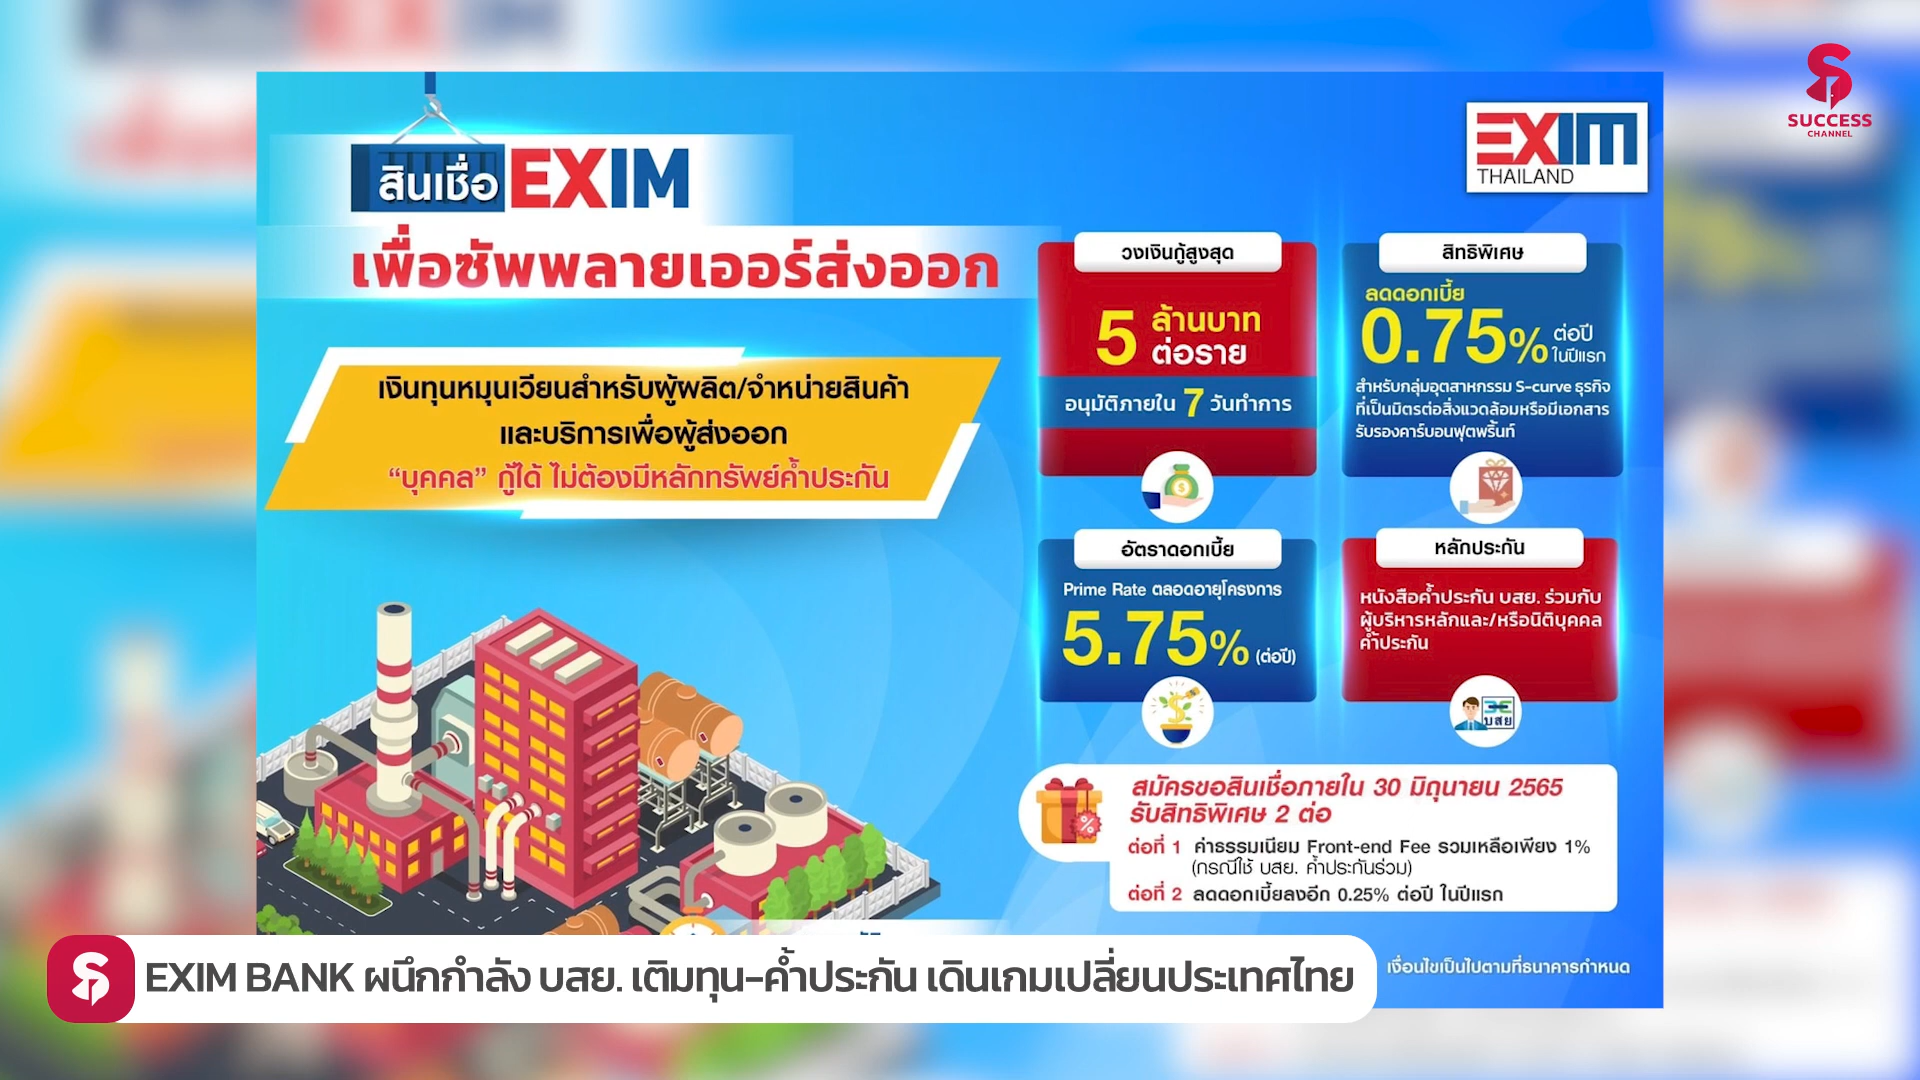 SUCCESS
CHANNEL
EXIM
THAILAND
สินเชื่อ EXIM
เพื่อซัพพลายเออร์ส่งออก
เงินทุนหมุนเวียนสำหรับผู้ผลิต/จำหน่ายสินค้า
และบริการเพื่อผู้ส่งออก
“บุคคล” กู้ได้ ไม่ต้องมีหลักทรัพย์ค้ำประกัน
วงเงินกู้สูงสุด
5 ล้านบาท
ต่อราย
อนุมัติภายใน 7 วันทำการ
สิทธิพิเศษ
ลดดอกเบี้ย
0.75% ต่อปี
ในปีแรก
สำหรับกลุ่มอุตสาหกรรม S-curve ธุรกิจ
ที่เป็นมิตรต่อสิ่งแวดล้อมหรือมีเอกสาร
รับรองคาร์บอนฟุตพริ้นท์
อัตราดอกเบี้ย
Prime Rate ตลอดอายุโครงการ
5.75% (ต่อปี)
หลักประกัน
หนังสือค้ำประกัน บสย. ร่วมกับ
ผู้บริหารหลักและ/หรือนิติบุคคล
ค้ำประกัน
บสย
สมัครขอสินเชื่อภายใน 30 มิถุนายน 2565
รับสิทธิพิเศษ 2 ต่อ
ต่อที่ 1 ค่าธรรมเนียม Front-end Fee รวมเหลือเพียง 1%
(กรณีใช้ บสย. ค้ำประกันร่วม)
ต่อที่ 2 ลดดอกเบี้ยลงอีก 0.25% ต่อปี ในปีแรก
เงื่อนไขเป็นไปตามที่ธนาคารกำหนด
EXIM BANK ผนึกกำลัง บสย. เติมทุน-ค้ำประกัน เดินเกมเปลี่ยนประเทศไทย